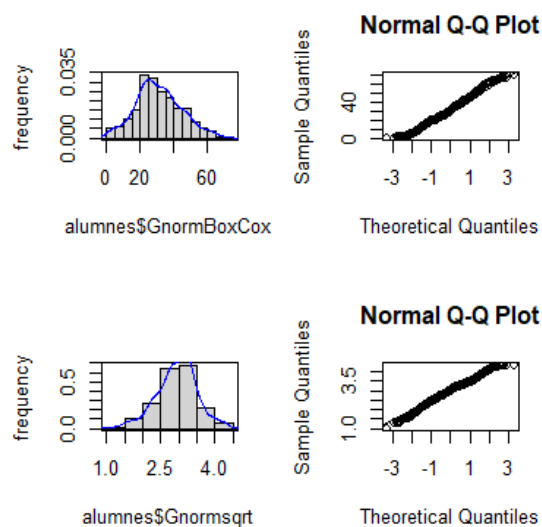 Normal Q-Q Plot
frequency
0.000 0.035
0 20 60
alumnes$GnormBoxCox
Sample Quantiles
0 40
-3 -1 1 3
Theoretical Quantiles
Normal Q-Q Plot
frequency
0.0 0.5
1.0 2.5 4.0
alumnes$Gnormsqrt
Sample Quantiles
1.0 3.5
-3 -1 1 3
Theoretical Quantiles